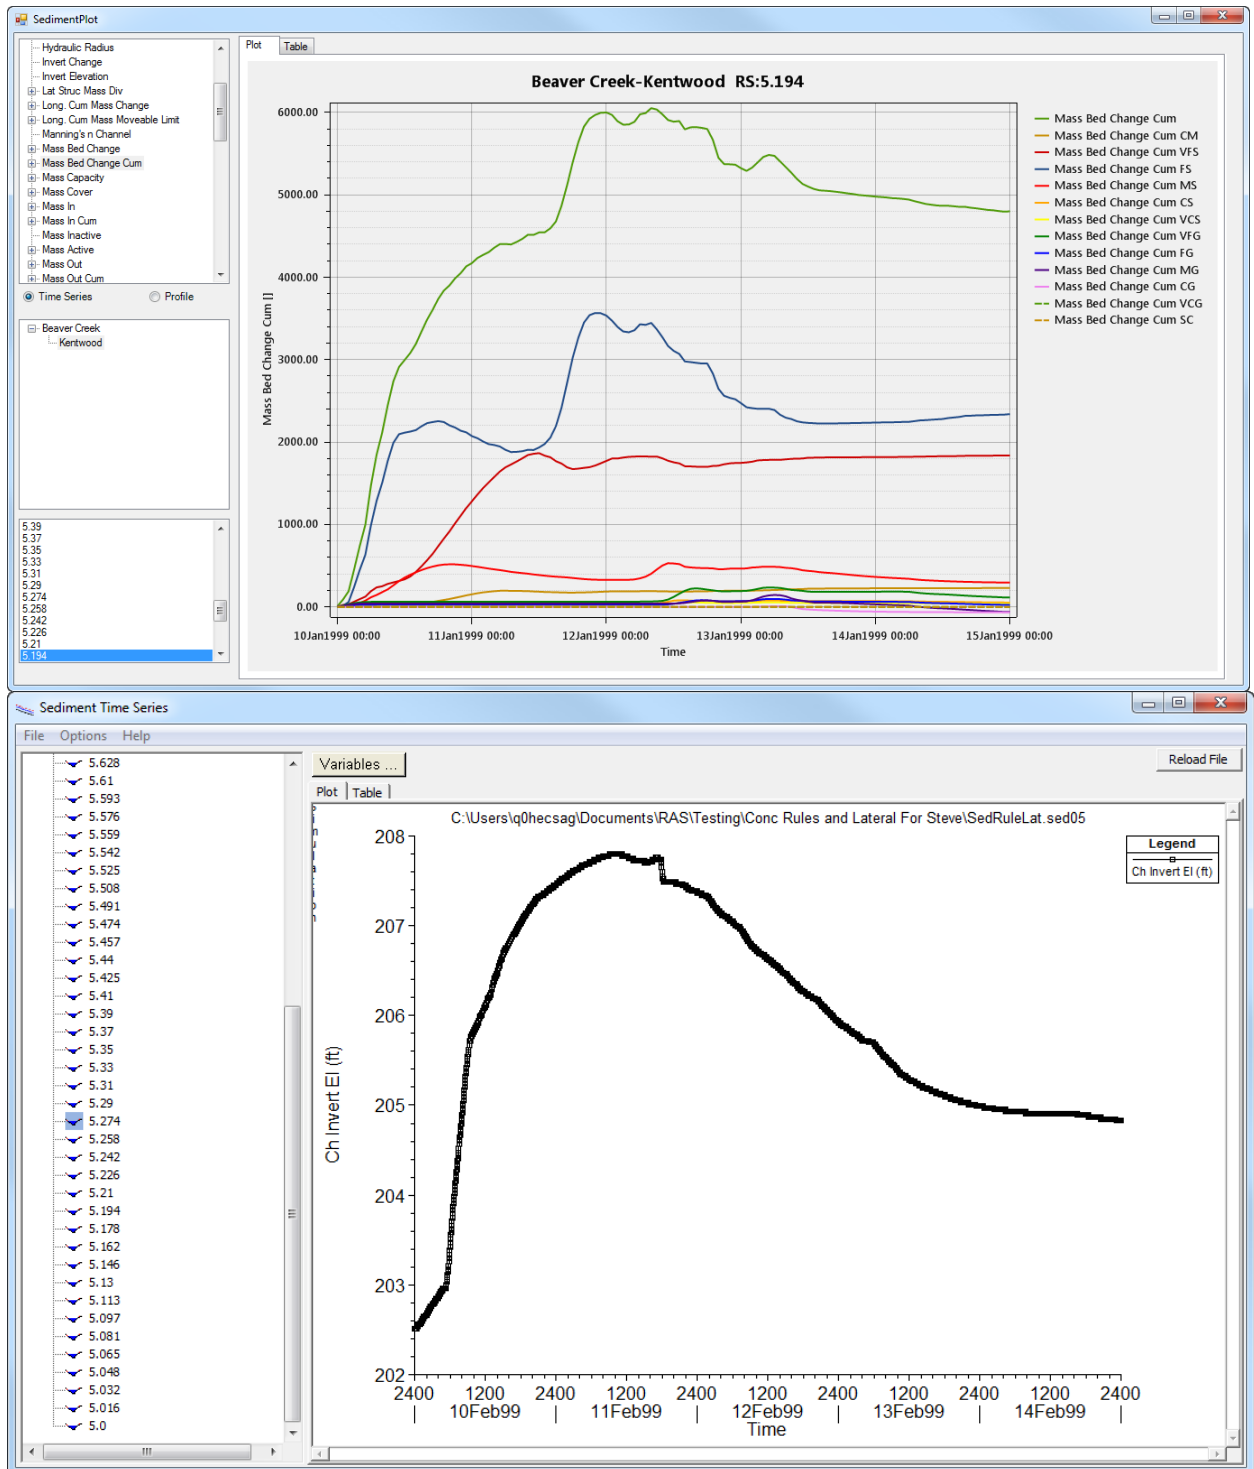 SedimentPlot
Hydraulic Radius
Invert Change
Invert Elevation
Lat Struc Mass Div
Long. Cum Mass Change
Long. Cum Mass Moveable Limit
Manning's n Channel
Mass Bed Change
Mass Bed Change Cum
Mass Capacity
Mass Cover
Mass In
Mass In Cum
Mass Inactive
Mass Active
Mass Out
Mass Out Cum
Time Series Profile
Beaver Creek
Kentwood
5.39
5.37
5.35
5.33
5.31
5.29
5.274
5.258
5.242
5.226
5.21
5.194
Plot Table
Beaver Creek-Kentwood RS:5.194
Mass Bed Change Cum []
6000.00
5000.00
4000.00
3000.00
2000.00
1000.00
0.00
10Jan1999 00:00 11Jan1999 00:00 12Jan1999 00:00 13Jan1999 00:00 14Jan1999 00:00 15Jan1999 00:00
Time
Mass Bed Change Cum
Mass Bed Change Cum CM
Mass Bed Change Cum VFS
Mass Bed Change Cum FS
Mass Bed Change Cum MS
Mass Bed Change Cum CS
Mass Bed Change Cum VCS
Mass Bed Change Cum VFG
Mass Bed Change Cum FG
Mass Bed Change Cum MG
Mass Bed Change Cum CG
Mass Bed Change Cum VCG
Mass Bed Change Cum SC
Sediment Time Series
File Options Help
5.628
5.61
5.593
5.576
5.559
5.542
5.525
5.508
5.491
5.474
5.457
5.44
5.425
5.41
5.39
5.37
5.35
5.33
5.31
5.29
5.274
5.258
5.242
5.226
5.21
5.194
5.178
5.162
5.146
5.13
5.113
5.097
5.081
5.065
5.048
5.032
5.016
5.0
Variables ...
Reload File
Plot Table
C:\Users\q0hecsag\Documents\RAS\Testing\Conc Rules and Lateral For Steve\SedRuleLat.sed05
Legend
Ch Invert El (ft)
Ch Invert El (ft)
208
207
206
205
204
203
202
2400 1200 2400 1200 2400 1200 2400 1200 2400 1200 2400
10Feb99 11Feb99 12Feb99 13Feb99 14Feb99
Time